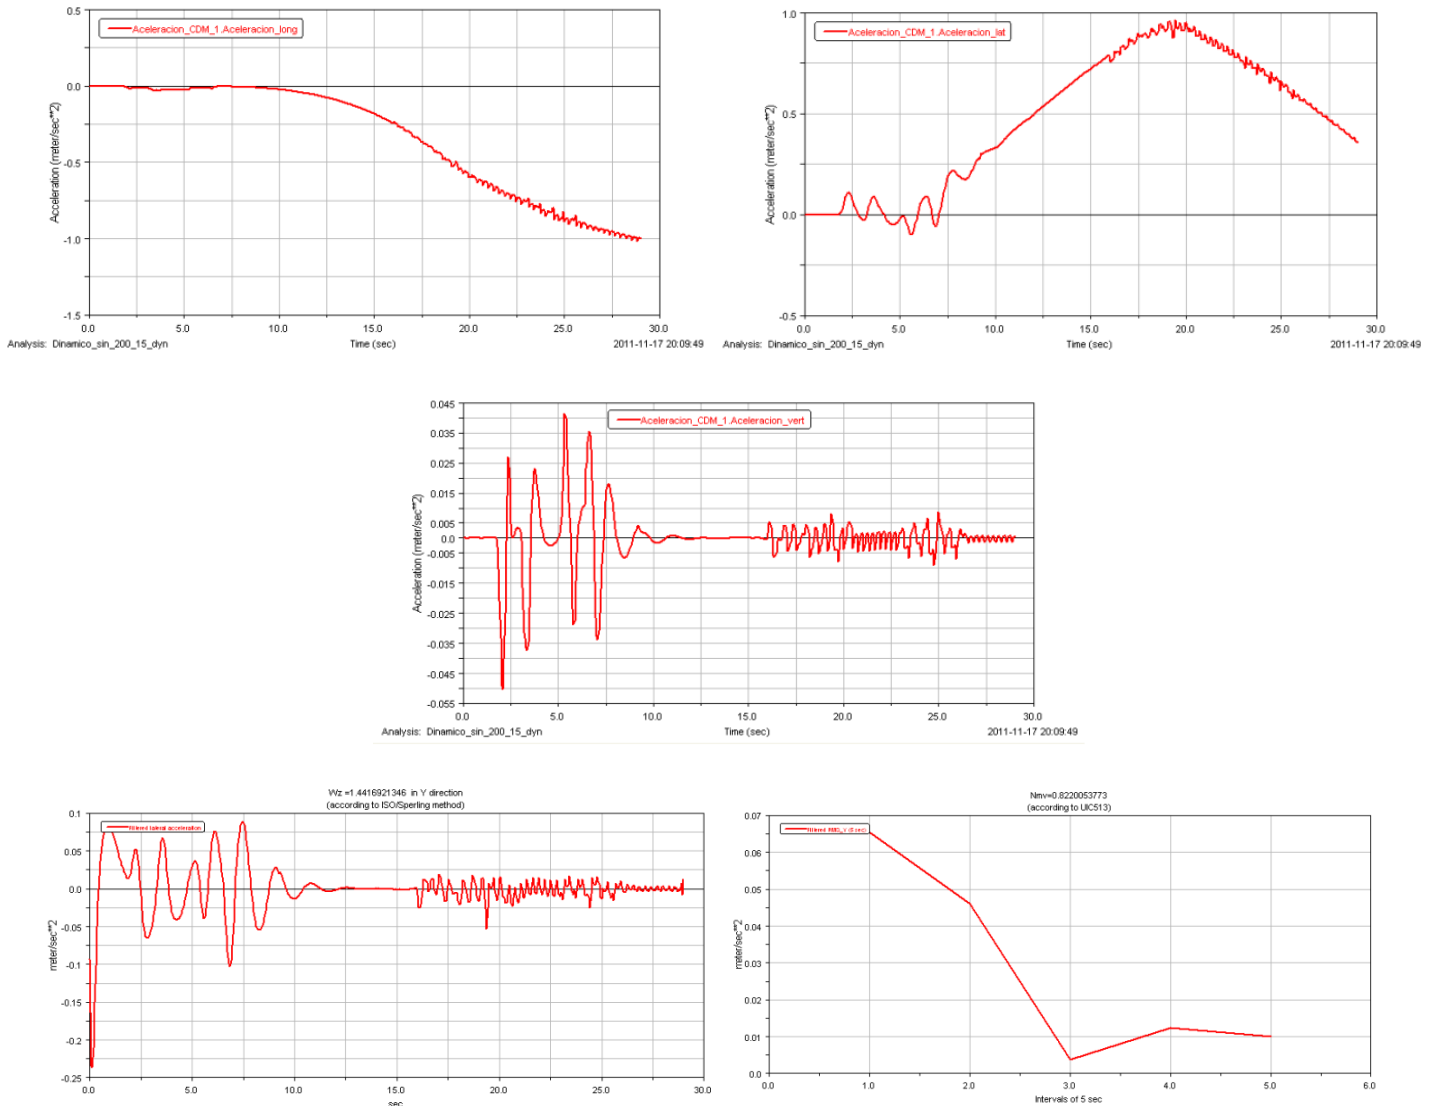 0.5
0.0
-0.5
-1.0
-1.5
Acceleration (meter/sec**2)
Aceleracion_CDM_1.Aceleracion_long
0.0 5.0 10.0 15.0 20.0 25.0 30.0
Analysis: Dinamico_sin_200_15_dyn Time (sec) 2011-11-17 20:09:49
1.0
0.5
0.0
-0.5
Acceleration (meter/sec**2)
Aceleracion_CDM_1.Aceleracion_lat
0.0 5.0 10.0 15.0 20.0 25.0 30.0
Analysis: Dinamico_sin_200_15_dyn Time (sec) 2011-11-17 20:09:49
0.045
0.035
0.025
0.015
0.005
0.0
-0.005
-0.015
-0.025
-0.035
-0.045
-0.055
Acceleration (meter/sec**2)
Aceleracion_CDM_1.Aceleracion_vert
0.0 5.0 10.0 15.0 20.0 25.0 30.0
Analysis: Dinamico_sin_200_15_dyn Time (sec) 2011-11-17 20:09:49
Wz =1.4416921346 in Y direction
(according to ISO/Sperling method)
0.1
0.05
0.0
-0.05
-0.1
-0.15
-0.2
-0.25
meter/sec**2
filtered lateral acceleration
0.0 5.0 10.0 15.0 20.0 25.0 30.0
sec
Nmv=0.8220053773
(according to UIC513)
0.07
0.06
0.05
0.04
0.03
0.02
0.01
0.0
meter/sec**2
(5 sec)
0.0 1.0 2.0 3.0 4.0 5.0 6.0
Intervals of 5 sec